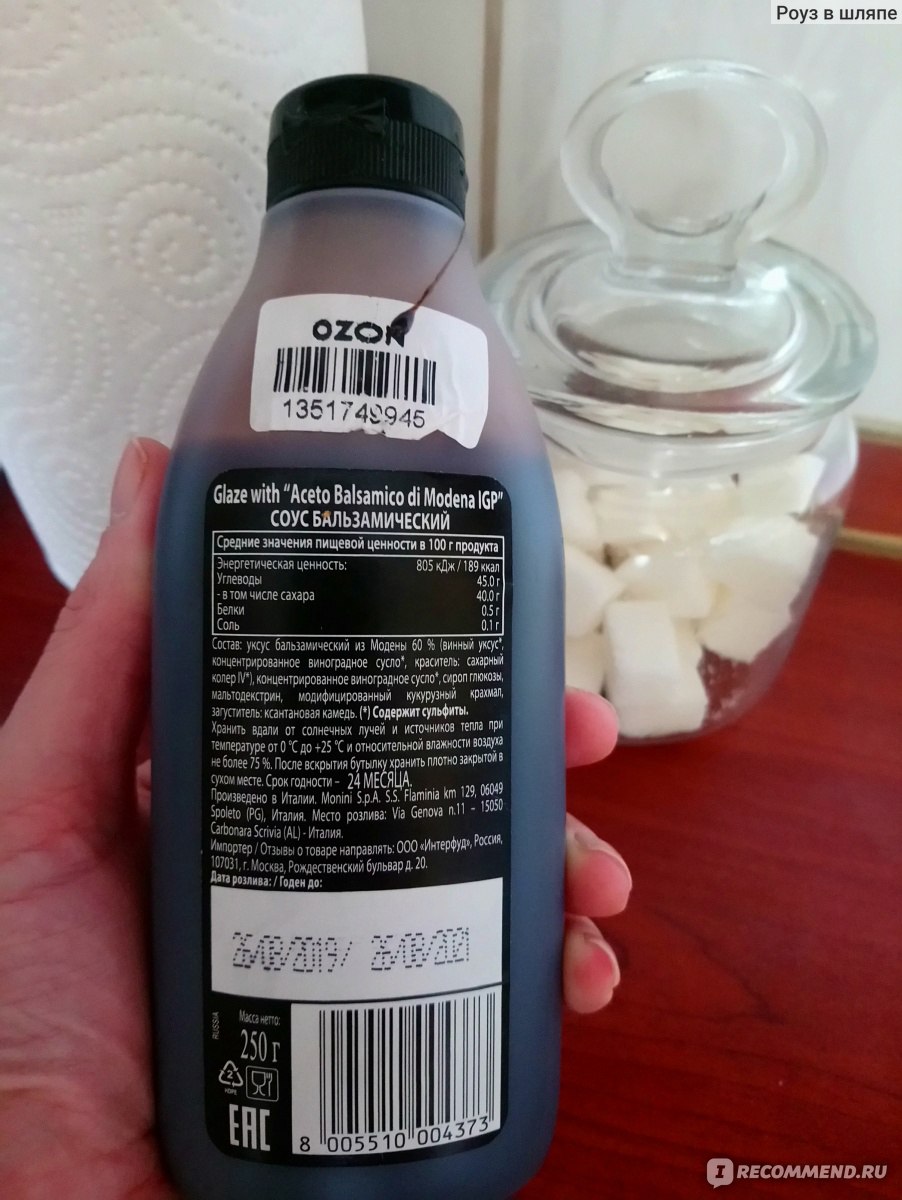 Роуз в шляпе
OZON
1351749945
Glaze with “Aceto Balsamico di Modena IGP”
СОУС БАЛЬЗАМИЧЕСКИЙ
Средние значения пищевой ценности в 100 г продукта
Энергетическая ценность: 805 кДж / 189 ккал
Углеводы 45.0 г
- в том числе сахара 40.0 г
Белки 0.5 г
Соль 0.1 г
Состав: уксус бальзамический из Модены 60 % (винный уксус*,
концентрированное виноградное сусло*, краситель: сахарный
колер IV*), концентрированное виноградное сусло*, сироп глюкозы,
мальтодекстрин, модифицированный кукурузный крахмал,
загуститель: ксантановая камедь. (*) Содержит сульфиты.
Хранить вдали от солнечных лучей и источников тепла при
температуре от 0 °С до +25 °С и относительной влажности воздуха
не более 75 %. После вскрытия бутылку хранить плотно закрытой в
сухом месте. Срок годности – 24 МЕСЯЦА.
Произведено в Италии. Monini S.p.A. S.S. Flaminia km 129, 06049
Spoleto (PG), Италия. Место розлива: Via Genova n.11 – 15050
Carbonara Scrivia (AL) - Италия.
Импортер / Отзывы о товаре направлять: ООО «Интерфуд», Россия,
107031, г. Москва, Рождественский бульвар д. 20.
Дата розлива: / Годен до:
26/08/2019/ 26/08/2021
RUSSIA
Масса нетто:
250 г
2
HDPE
EAC
8 005510 004373
IRECOMMEND.RU